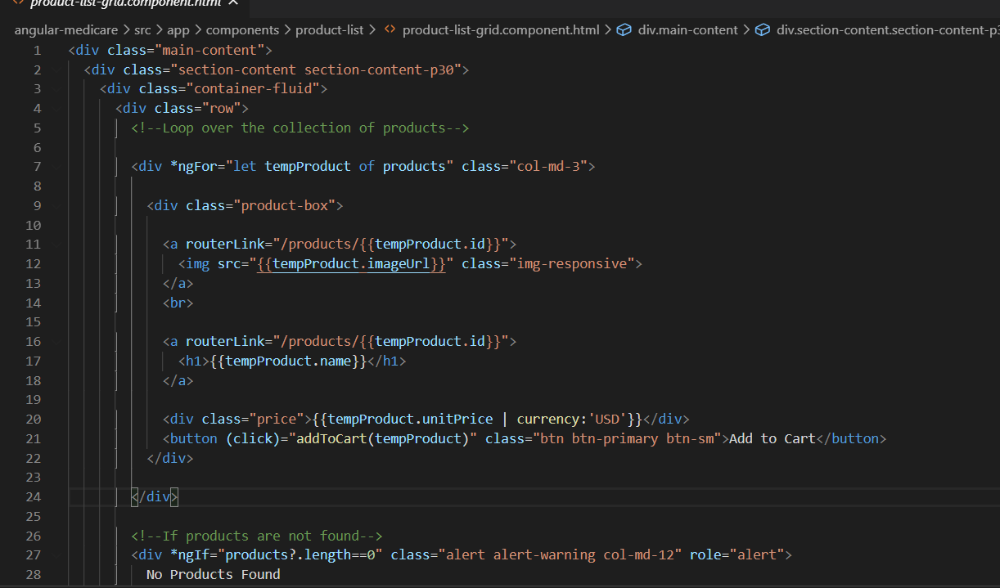 product-list-grid.component.html ×
angular-medicare > src > app > components > product-list > <> product-list-grid.component.html > div.main-content > div.section-content.section-content-p3
1 <div class="main-content">
2 <div class="section-content section-content-p30">
3 <div class="container-fluid">
4 <div class="row">
5 <!--Loop over the collection of products-->
6
7 <div *ngFor="let tempProduct of products" class="col-md-3">
8
9 <div class="product-box">
10
11 <a routerLink="/products/{{tempProduct.id}}">
12 <img src="{{tempProduct.imageUrl}}" class="img-responsive">
13 </a>
14 <br>
15
16 <a routerLink="/products/{{tempProduct.id}}">
17 <h1>{{tempProduct.name}}</h1>
18 </a>
19
20 <div class="price">{{tempProduct.unitPrice | currency:'USD'}}</div>
21 <button (click)="addToCart(tempProduct)" class="btn btn-primary btn-sm">Add to Cart</button>
22 </div>
23
24 </div>
25
26 <!--If products are not found-->
27 <div *ngIf="products?.length==0" class="alert alert-warning col-md-12" role="alert">
28 No Products Found